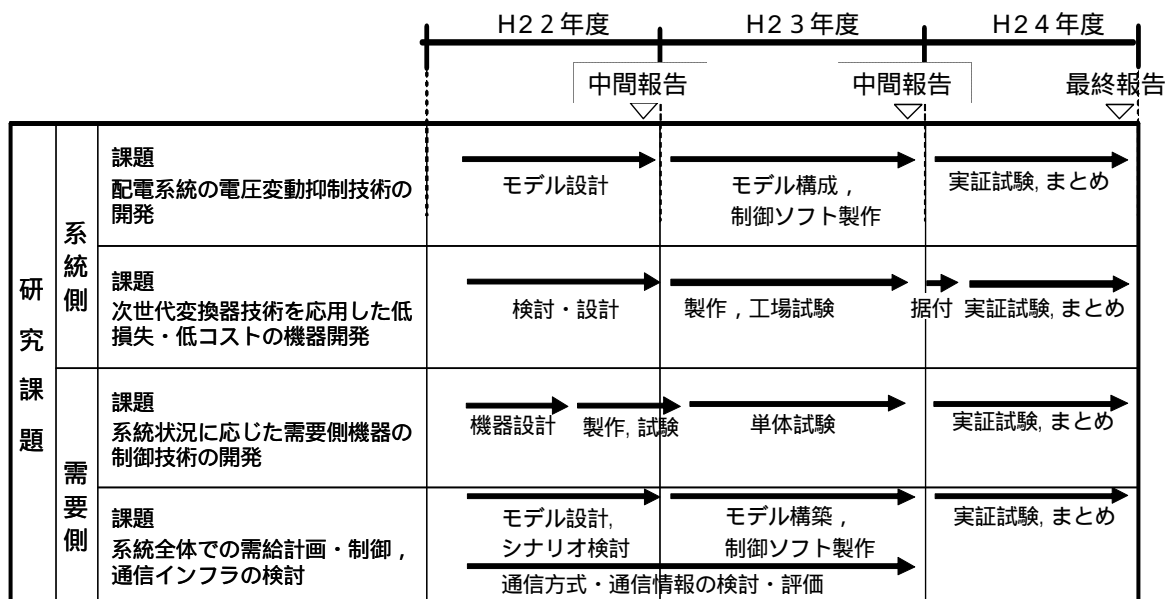 H22年度 H23年度 H24年度
中間報告 中間報告 最終報告
研究課題
系統側
課題
配電系統の電圧変動抑制技術の
開発
モデル設計
モデル構成,
制御ソフト製作
実証試験,まとめ
課題
次世代変換器技術を応用した低
損失・低コストの機器開発
検討・設計
製作,工場試験
据付
実証試験,まとめ
需要側
課題
系統状況に応じた需要側機器の
制御技術の開発
機器設計
製作,試験
単体試験
実証試験,まとめ
課題
系統全体での需給計画・制御,
通信インフラの検討
モデル設計,
シナリオ検討
モデル構築,
制御ソフト製作
実証試験,まとめ
通信方式・通信情報の検討・評価